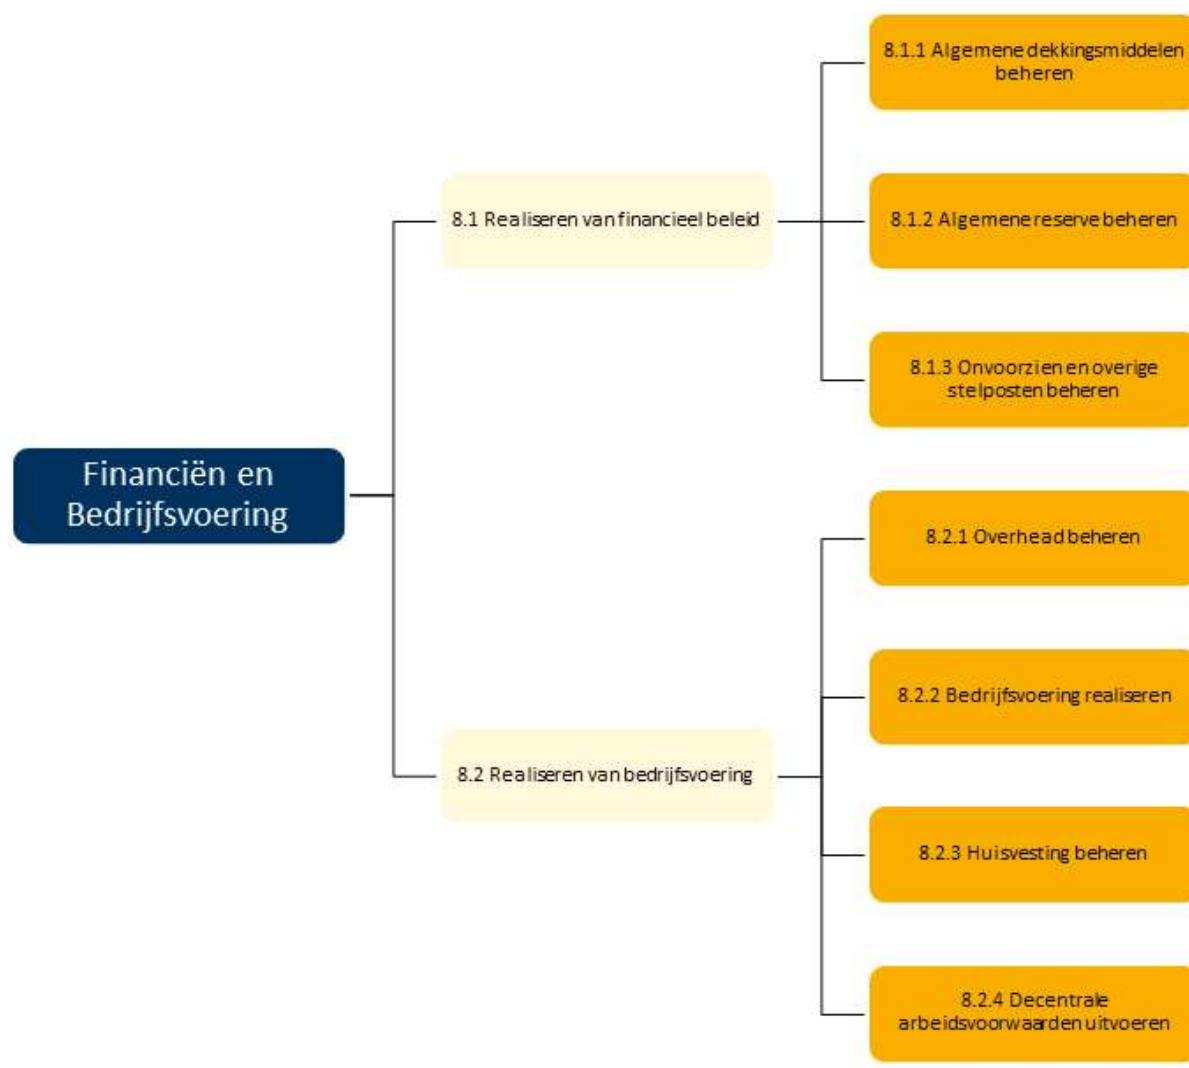 8.1.1 Algemene dekkingsmiddelen
beheren
8.1 Realiseren van financieel beleid
8.1.2 Algemene reserve beheren
8.1.3 Onvoorzien en overige
stelposten beheren
Financiën en
Bedrijfsvoering
8.2.1 Overhead beheren
8.2.2 Bedrijfsvoering realiseren
8.2 Realiseren van bedrijfsvoering
8.2.3 Huisvesting beheren
8.2.4 Decentrale
arbeidsvoorwaarden uitvoeren